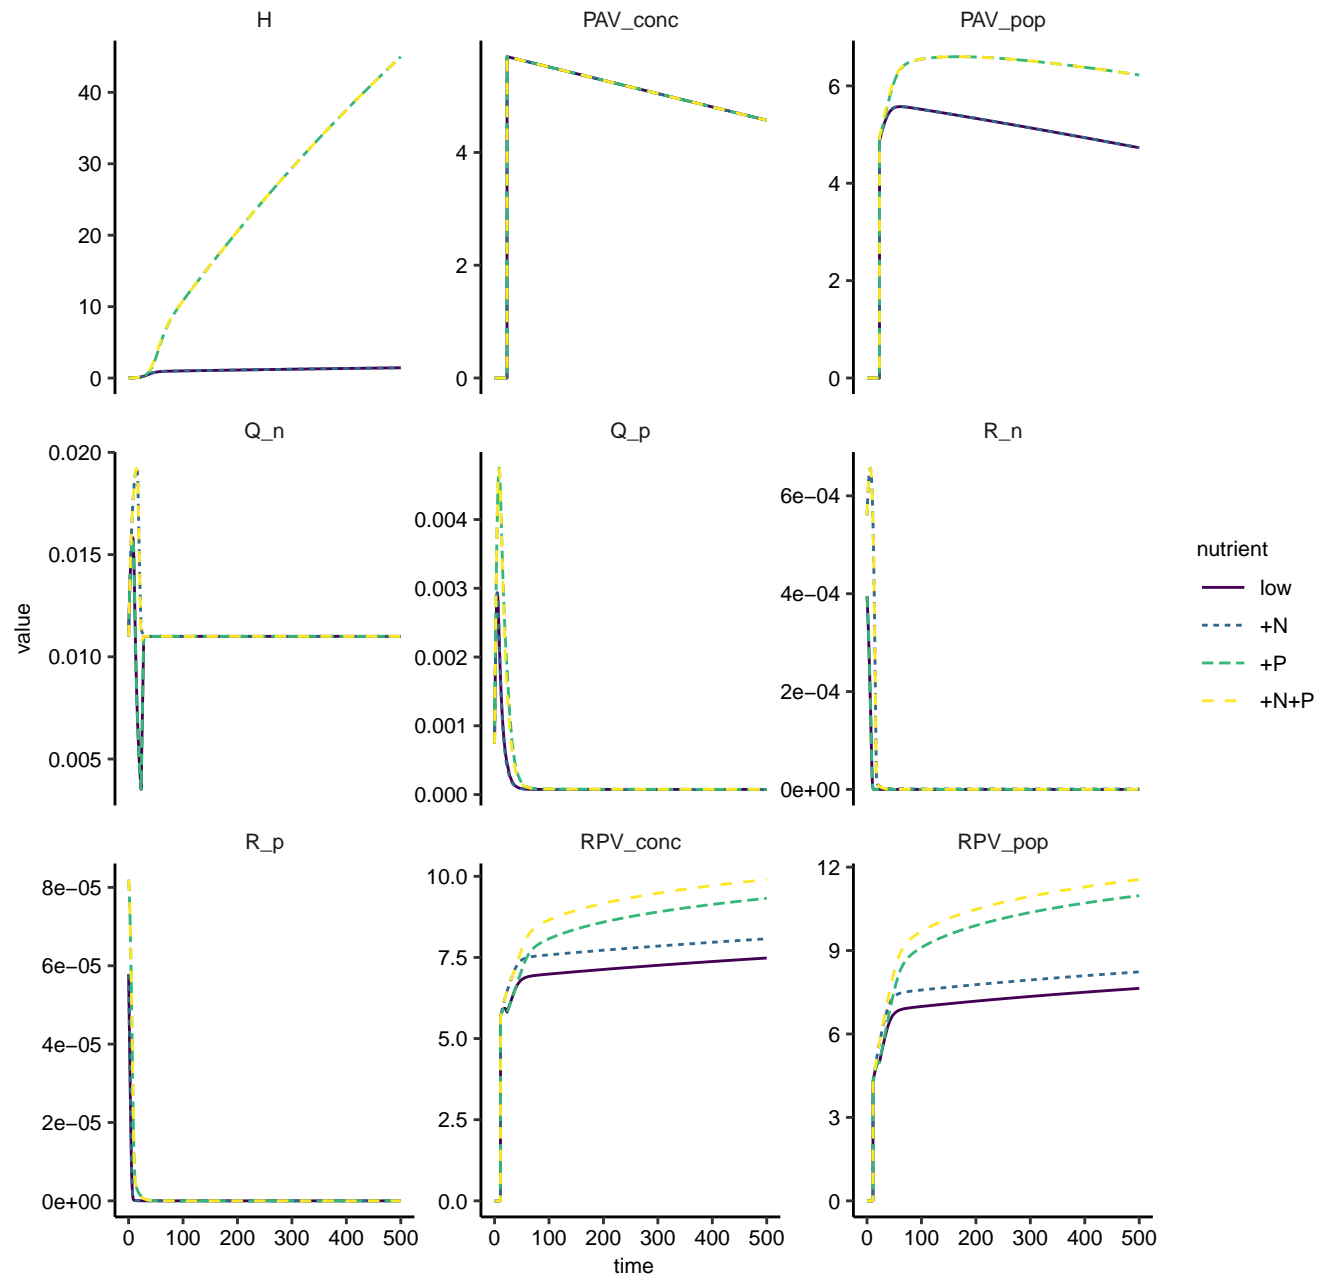 H
PAV_conc
PAV_pop
40
30
20
10
0
4
2
0
6
4
2
0
Q_n
Q_p
R_n
0.020
0.015
0.010
0.005
0.004
0.003
0.002
0.001
0.000
6e−04
4e−04
2e−04
0e+00
value
nutrient
low
+N
+P
+N+P
R_p
RPV_conc
RPV_pop
8e−05
6e−05
4e−05
2e−05
0e+00
10.0
7.5
5.0
2.5
0.0
12
9
6
3
0
0 100 200 300 400 500
0 100 200 300 400 500
0 100 200 300 400 500
time